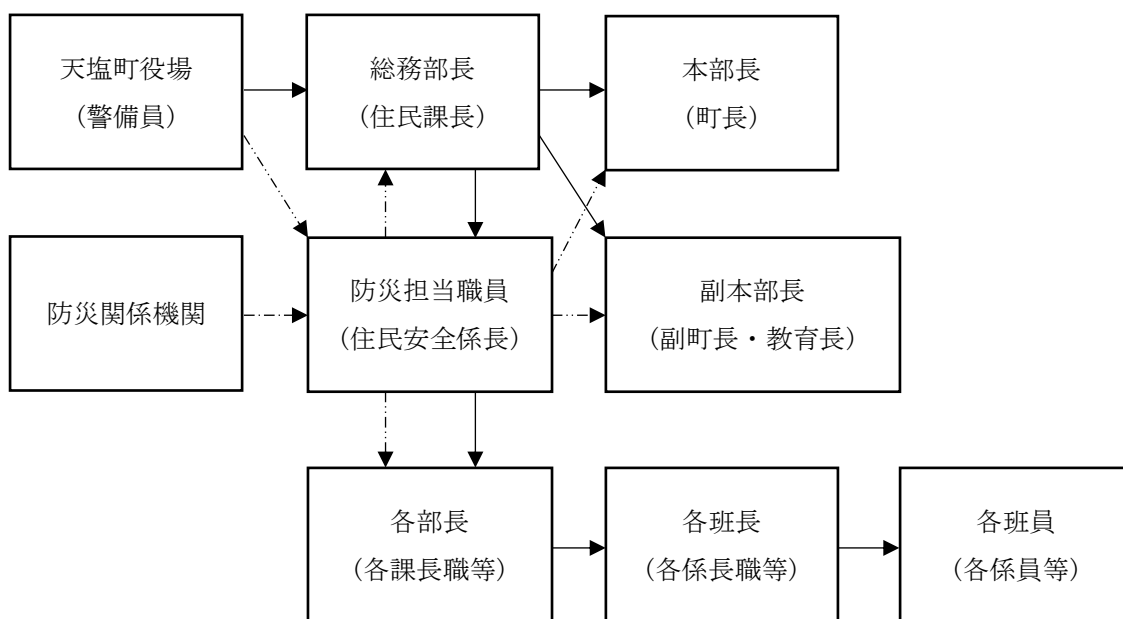 天塩町役場
(警備員)
総務部長
(住民課長)
本部長
(町長)
防災関係機関
防災担当職員
(住民安全係長)
副本部長
(副町長・教育長)
各部長
(各課長職等)
各班長
(各係長職等)
各班員
(各係員等)